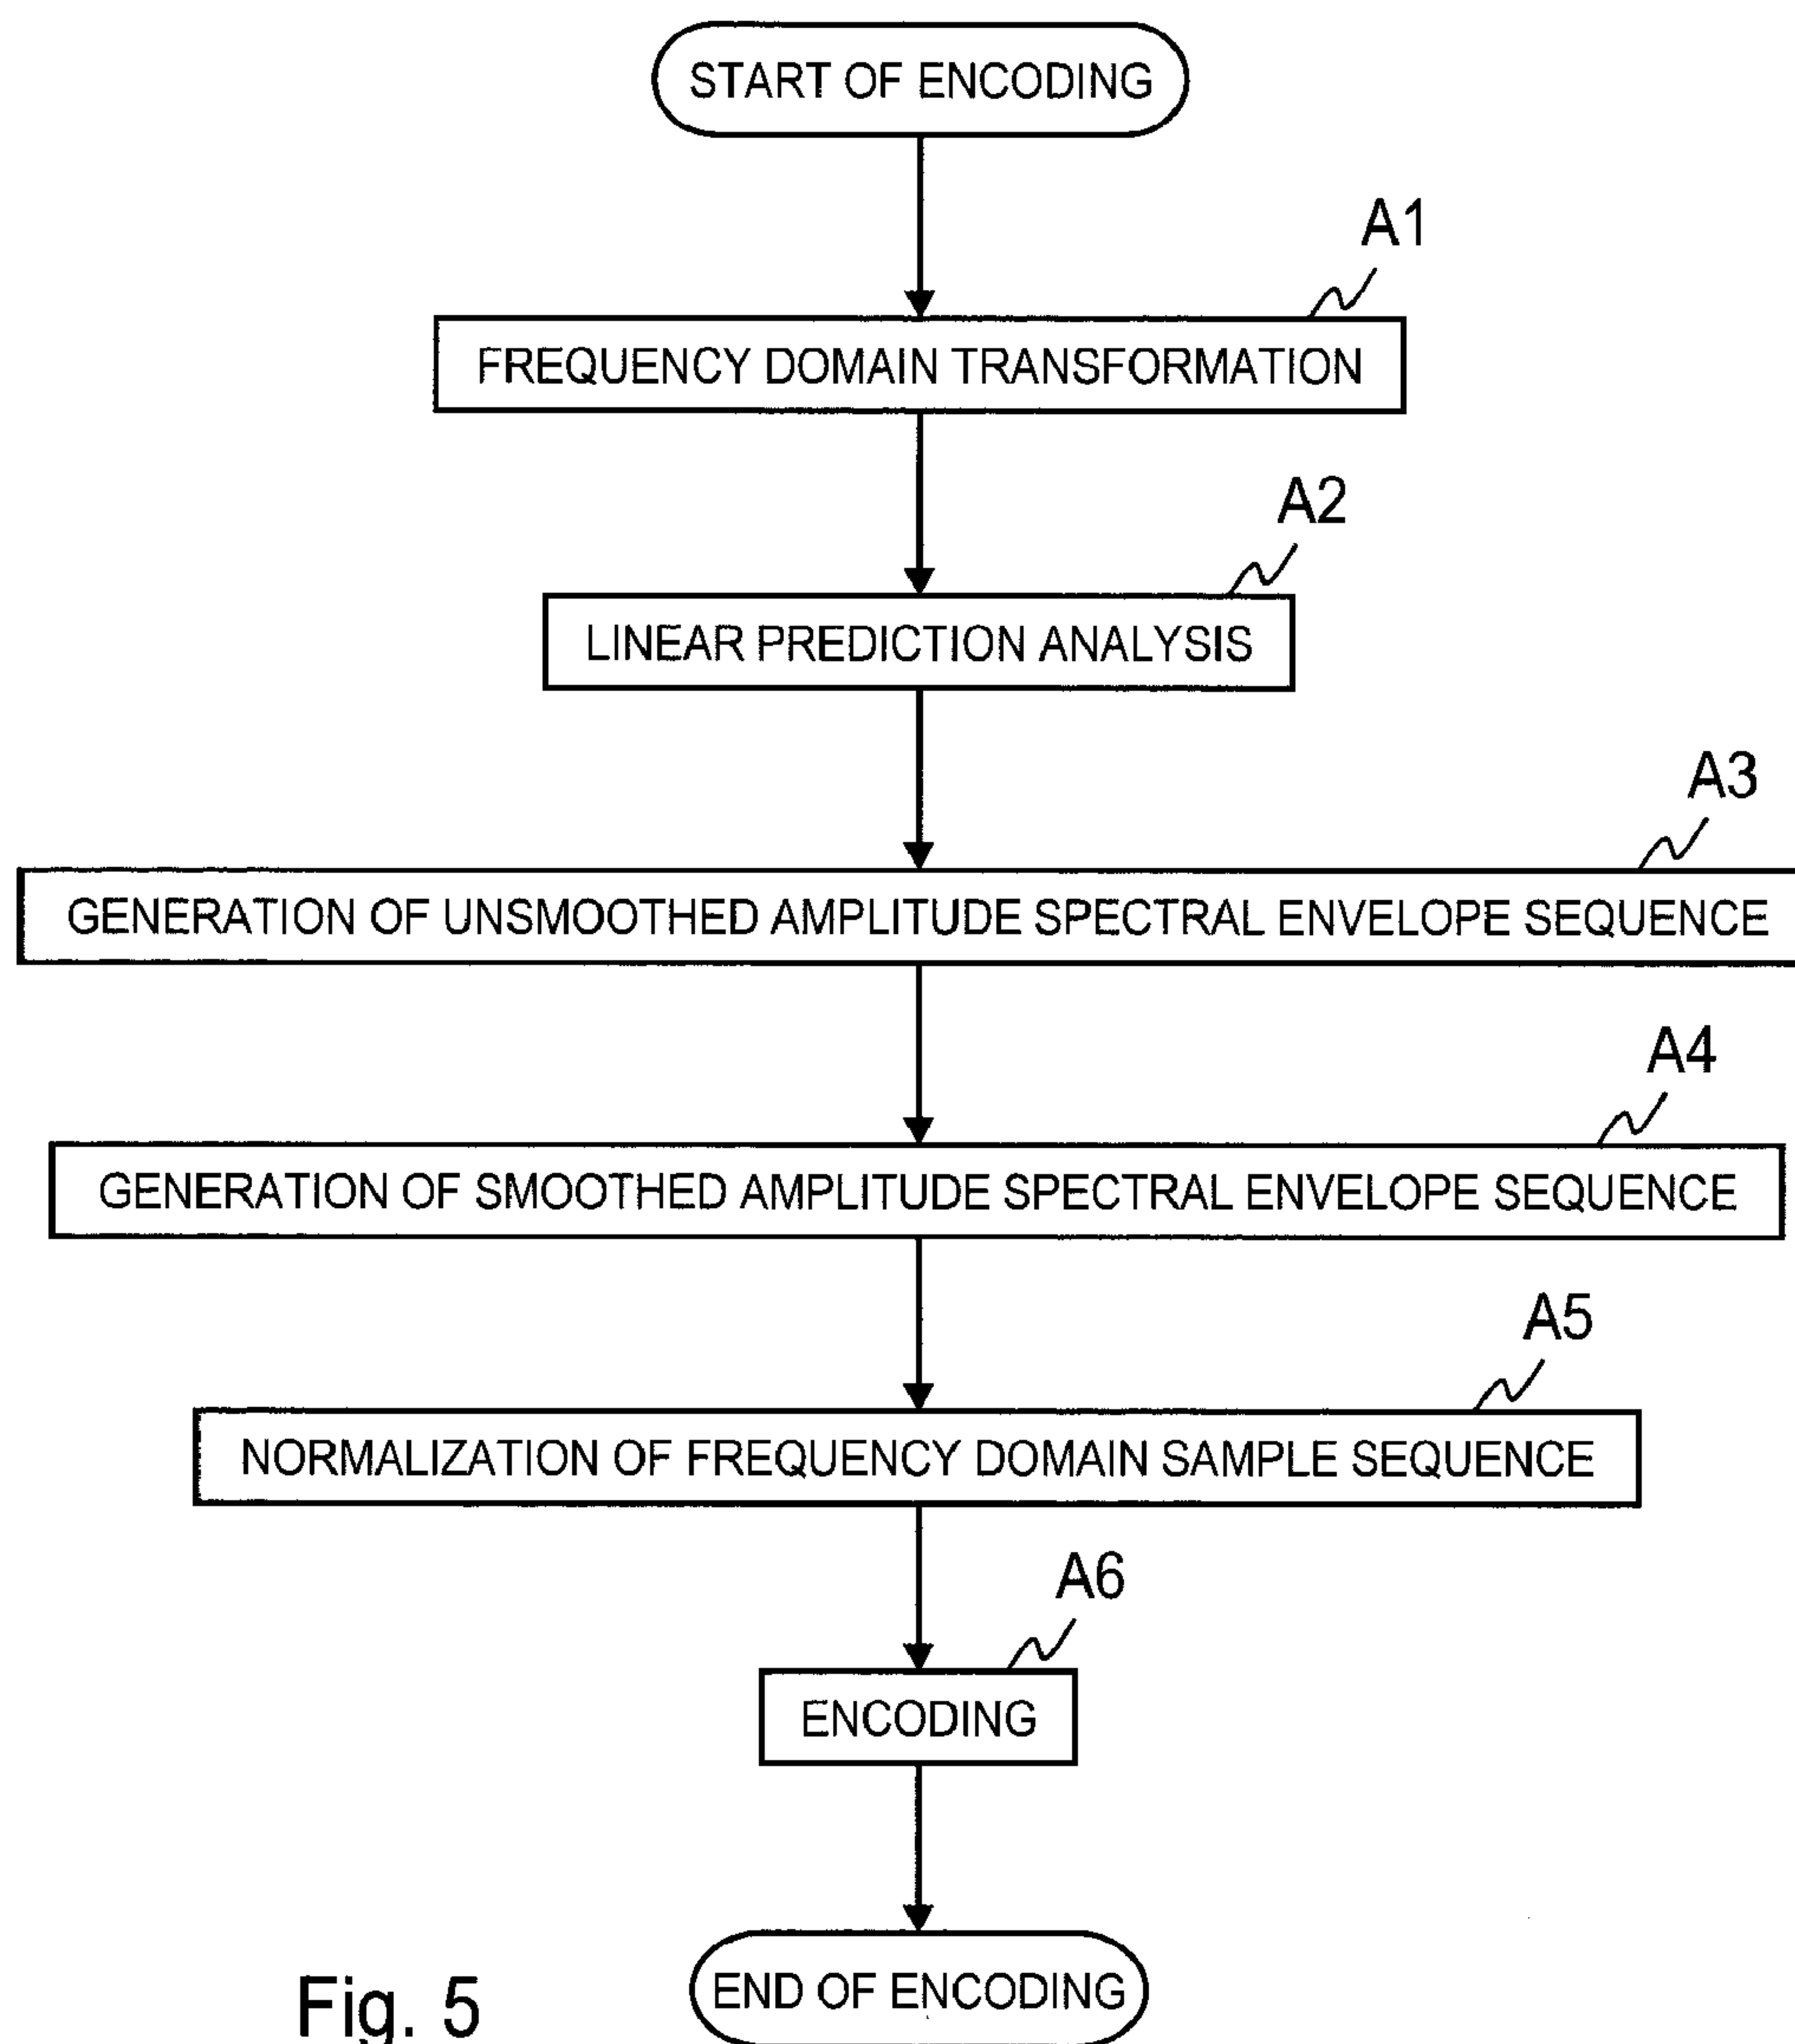 START OF ENCODING
A1
FREQUENCY DOMAIN TRANSFORMATION
A2
LINEAR PREDICTION ANALYSIS
A3
GENERATION OF UNSMOOTHED AMPLITUDE SPECTRAL ENVELOPE SEQUENCE
A4
GENERATION OF SMOOTHED AMPLITUDE SPECTRAL ENVELOPE SEQUENCE
A5
NORMALIZATION OF FREQUENCY DOMAIN SAMPLE SEQUENCE
A6
ENCODING
END OF ENCODING
Fig. 5